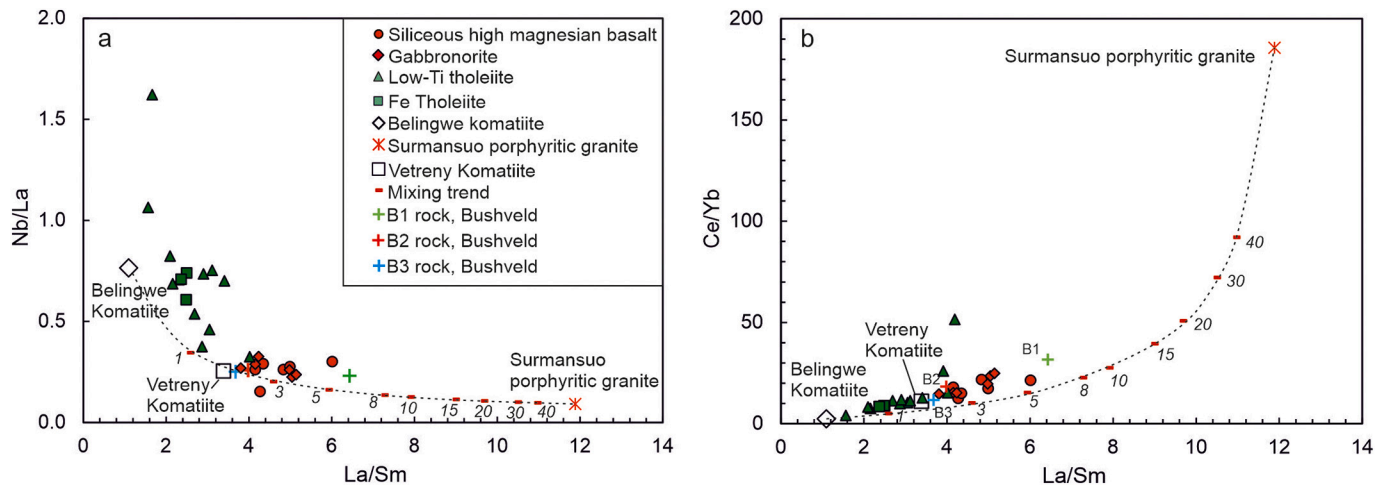 a
Nb/La
2.0
1.5
1.0
0.5
0.0
0
2
4
6
8
10
12
14
La/Sm
Siliceous high magnesian basalt
Gabbronorite
Low-Ti tholeiite
Fe Tholeiite
Belingwe komatiite
Surmansuo porphyritic granite
Vetreny Komatiite
Mixing trend
B1 rock, Bushveld
B2 rock, Bushveld
B3 rock, Bushveld
Belingwe
Komatiite
1
Vetreny
Komatiite
3
5
8
10
15
20
30
40
Surmansuo
porphyritic granite
b
Ce/Yb
200
150
100
50
0
0
2
4
6
8
10
12
14
La/Sm
Surmansuo porphyritic granite
40
30
20
15
10
8
5
3
1
Vetreny
Komatiite
Belingwe
Komatiite
B1
B2
B3